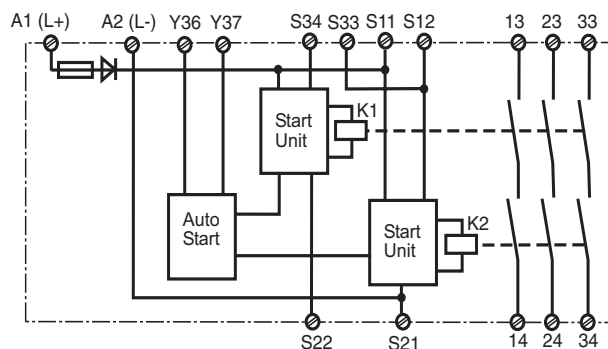 A1 (L+) A2 (L-) Y36 Y37 S34 S33 S11 S12 13 23 33
K1
Start
Unit
Auto
Start
Start
Unit
K2
S22 S21 14 24 34